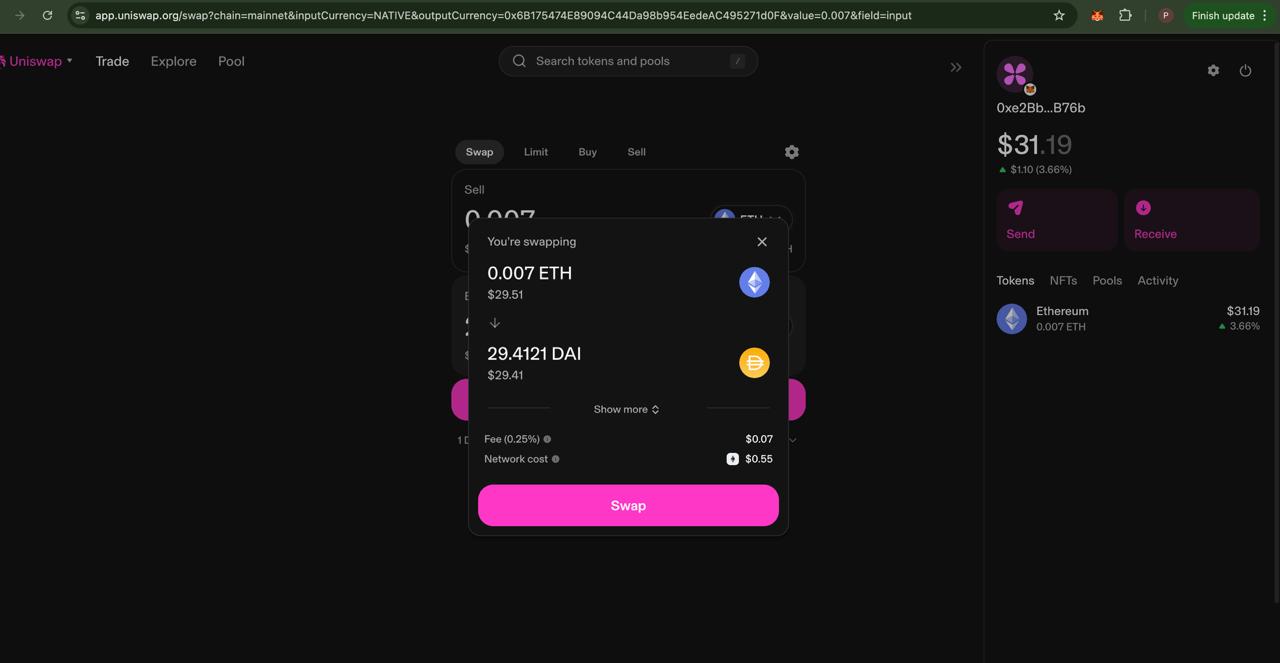 app.uniswap.org/swap?chain=mainnet&inputCurrency=NATIVE&outputCurrency=0x6B175474E89094C44Da98b954EedeAC495271d0F&value=0.007&field=input
P
Finish update
Uniswap
Trade
Explore
Pool
Search tokens and pools
/
0xe2Bb...B76b
$31.19
$1.10 (3.66%)
Send
Receive
Tokens
NFTs
Pools
Activity
Ethereum
$31.19
0.007 ETH
3.66%
Swap
Limit
Buy
Sell
Sell
0.007
ETH
You're swapping
0.007 ETH
$29.51
29.4121 DAI
$29.41
Show more
Fee (0.25%)
$0.07
Network cost
$0.55
Swap